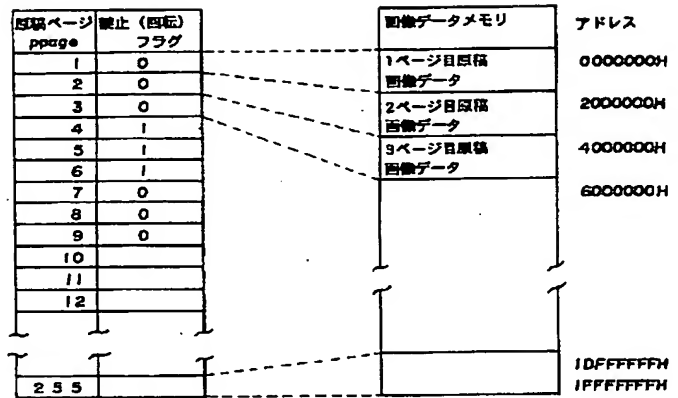 原稿ページ
ppage
禁止（回転）
フラグ
1 0
2 0
3 0
4 1
5 1
6 1
7 0
8 0
9 0
10
11
12
255
画像データメモリ
1ページ目原稿
画像データ
2ページ目原稿
画像データ
3ページ目原稿
画像データ
アドレス
0000000H
2000000H
4000000H
6000000H
1DFFFFFFH
1FFFFFFFH